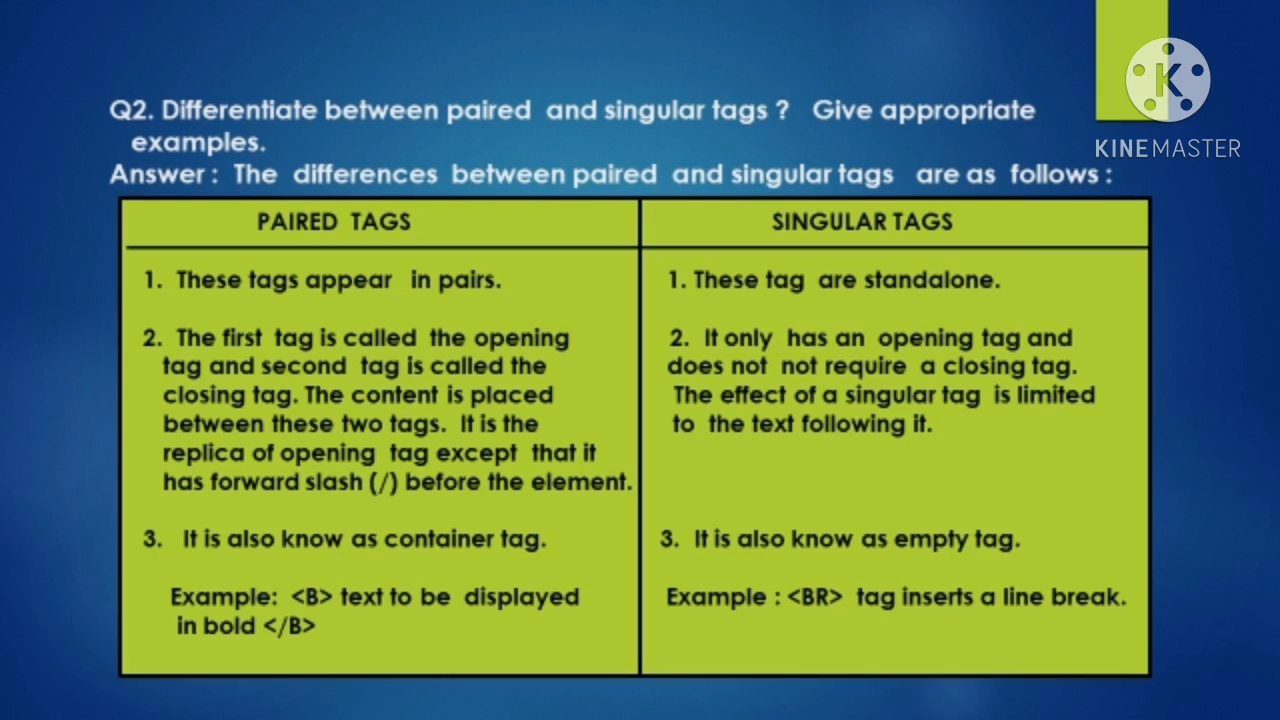 Q2. Differentiate between paired and singular tags ? Give appropriate
examples.
Answer : The differences between paired and singular tags are as follows :
PAIRED TAGS
1. These tags appear in pairs.
2. The first tag is called the opening
tag and second tag is called the
closing tag. The content is placed
between these two tags. It is the
replica of opening tag except that it
has forward slash (/) before the element.
3. It is also know as container tag.
Example: <B> text to be displayed
in bold </B>
SINGULAR TAGS
1. These tag are standalone.
2. It only has an opening tag and
does not not require a closing tag.
The effect of a singular tag is limited
to the text following it.
3. It is also know as empty tag.
Example : <BR> tag inserts a line break.
K
KINEMASTER